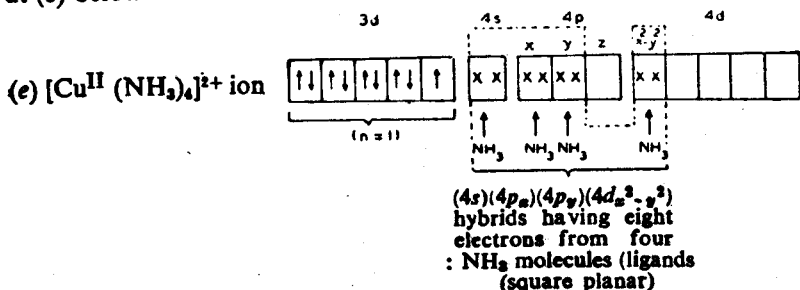 3d 4s 4p 4d
x y z x²-y²
(e) [Cuᴵᴵ (NH₃)₄]²⁺ ion ↑↓ ↑↓ ↑↓ ↑↓ ↑ x x x x x x x x
(n = 1) NH₃ NH₃ NH₃ NH₃
(4s)(4pₓ)(4pᵧ)(4dₓ²₋ᵧ²)
hybrids having eight
electrons from four
: NH₃ molecules (ligands
(square planar)